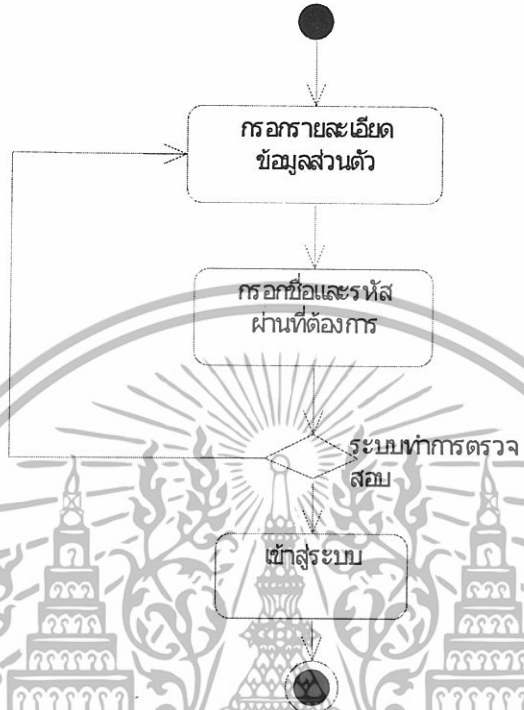 กรอกรายละเอียด
ข้อมูลส่วนตัว
กรอกชื่อและรหัส
ผ่านที่ต้องการ
ระบบทำการตรวจ
สอบ
เข้าสู่ระบบ